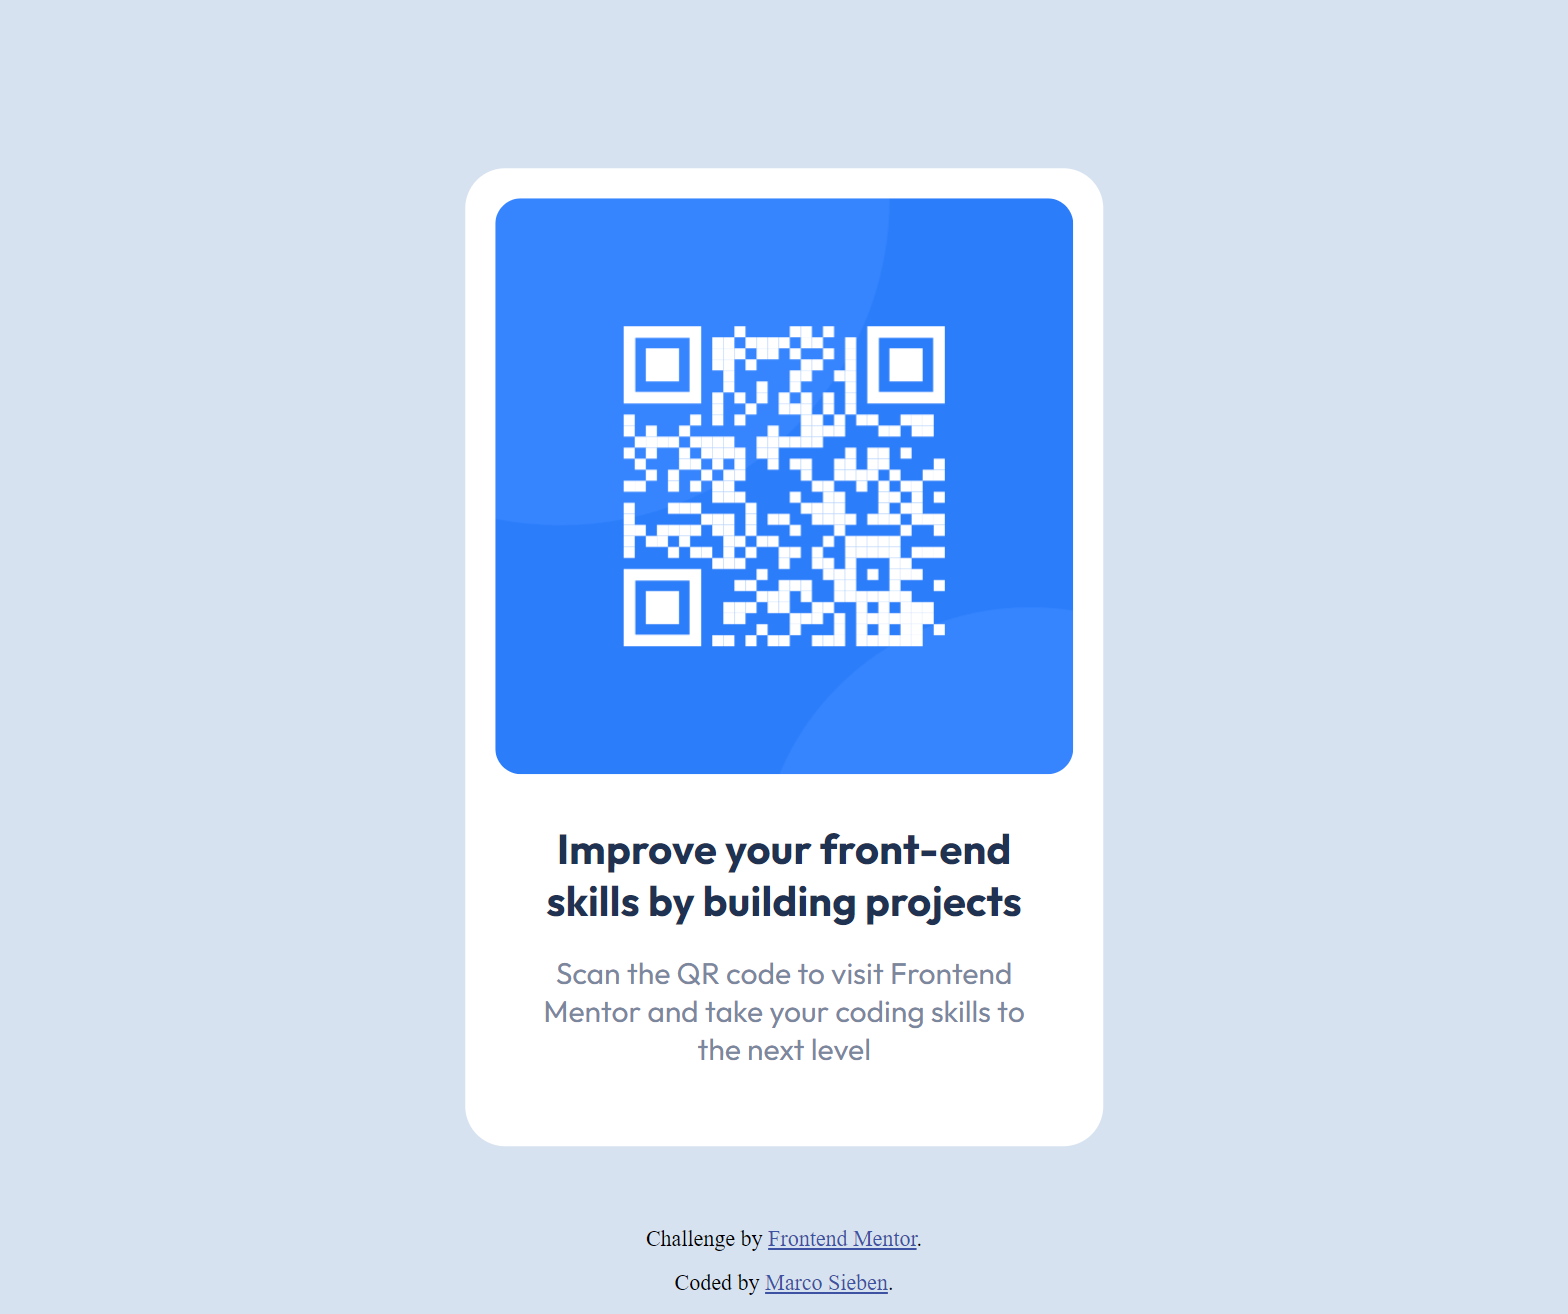 Improve your front-end
skills by building projects
Scan the QR code to visit Frontend
Mentor and take your coding skills to
the next level
Challenge by Frontend Mentor.
Coded by Marco Sieben.